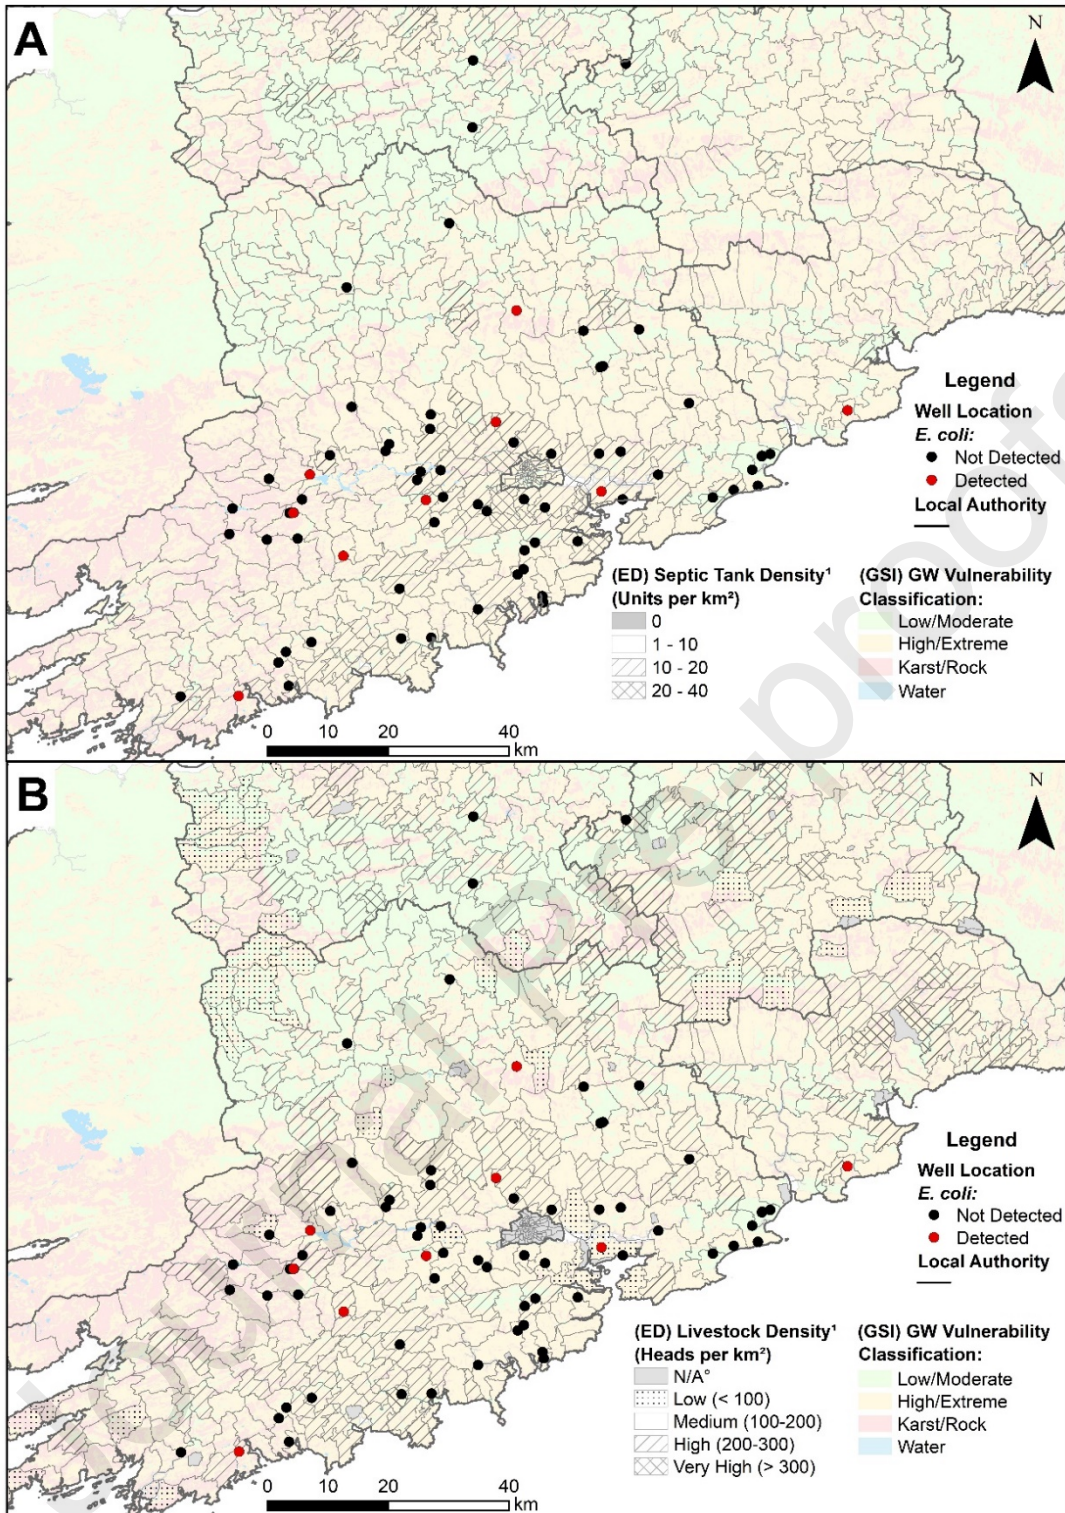 A
N
Legend
Well Location
E. coli:
Not Detected
Detected
Local Authority
(ED) Septic Tank Density¹
(Units per km²)
0
1 - 10
10 - 20
20 - 40
(GSI) GW Vulnerability
Classification:
Low/Moderate
High/Extreme
Karst/Rock
Water
0 10 20 40
km
B
N
Legend
Well Location
E. coli:
Not Detected
Detected
Local Authority
(ED) Livestock Density¹
(Heads per km²)
N/A°
Low (< 100)
Medium (100-200)
High (200-300)
Very High (> 300)
(GSI) GW Vulnerability
Classification:
Low/Moderate
High/Extreme
Karst/Rock
Water
0 10 20 40
km
Journal Pre-proofs